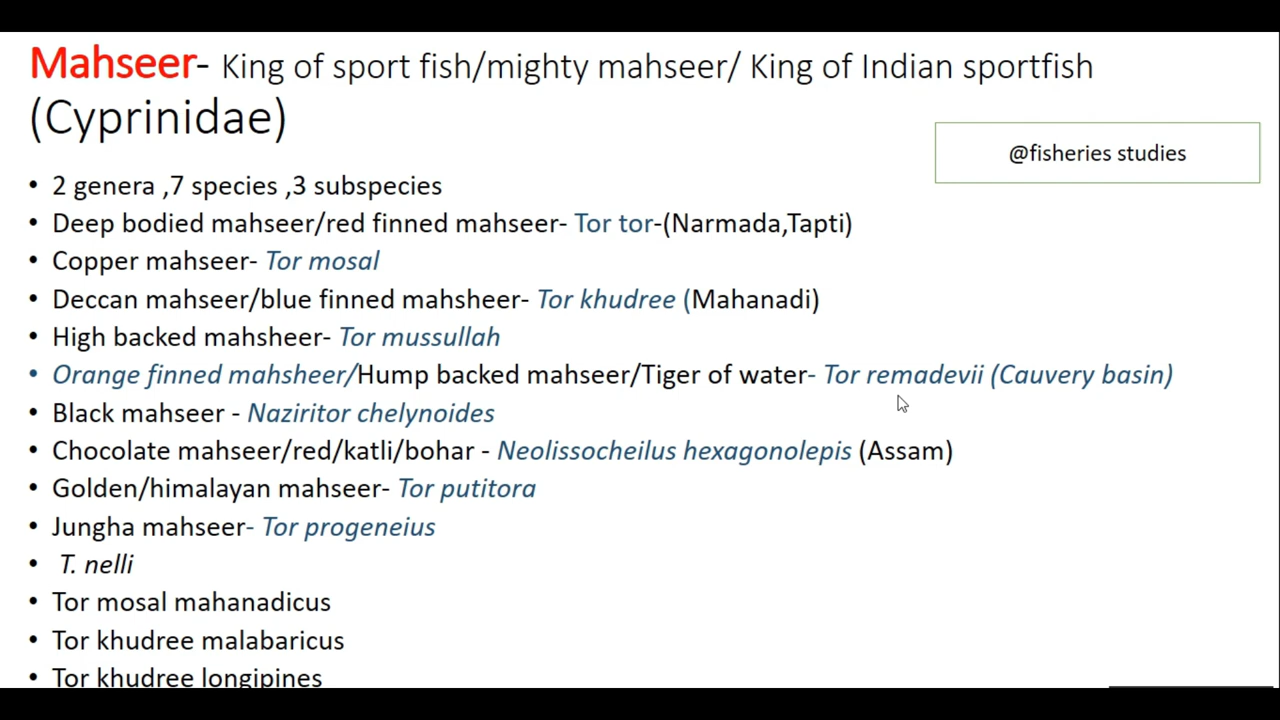 Mahseer- King of sport fish/mighty mahseer/ King of Indian sportfish
(Cyprinidae)
@fisheries studies
• 2 genera ,7 species ,3 subspecies
• Deep bodied mahseer/red finned mahseer- Tor tor-(Narmada,Tapti)
• Copper mahseer- Tor mosal
• Deccan mahseer/blue finned mahsheer- Tor khudree (Mahanadi)
• High backed mahsheer- Tor mussullah
• Orange finned mahsheer/Hump backed mahseer/Tiger of water- Tor remadevii (Cauvery basin)
• Black mahseer - Naziritor chelynoides
• Chocolate mahseer/red/katli/bohar - Neolissocheilus hexagonolepis (Assam)
• Golden/himalayan mahseer- Tor putitora
• Jungha mahseer- Tor progeneius
• T. nelli
• Tor mosal mahanadicus
• Tor khudree malabaricus
• Tor khudree longipines